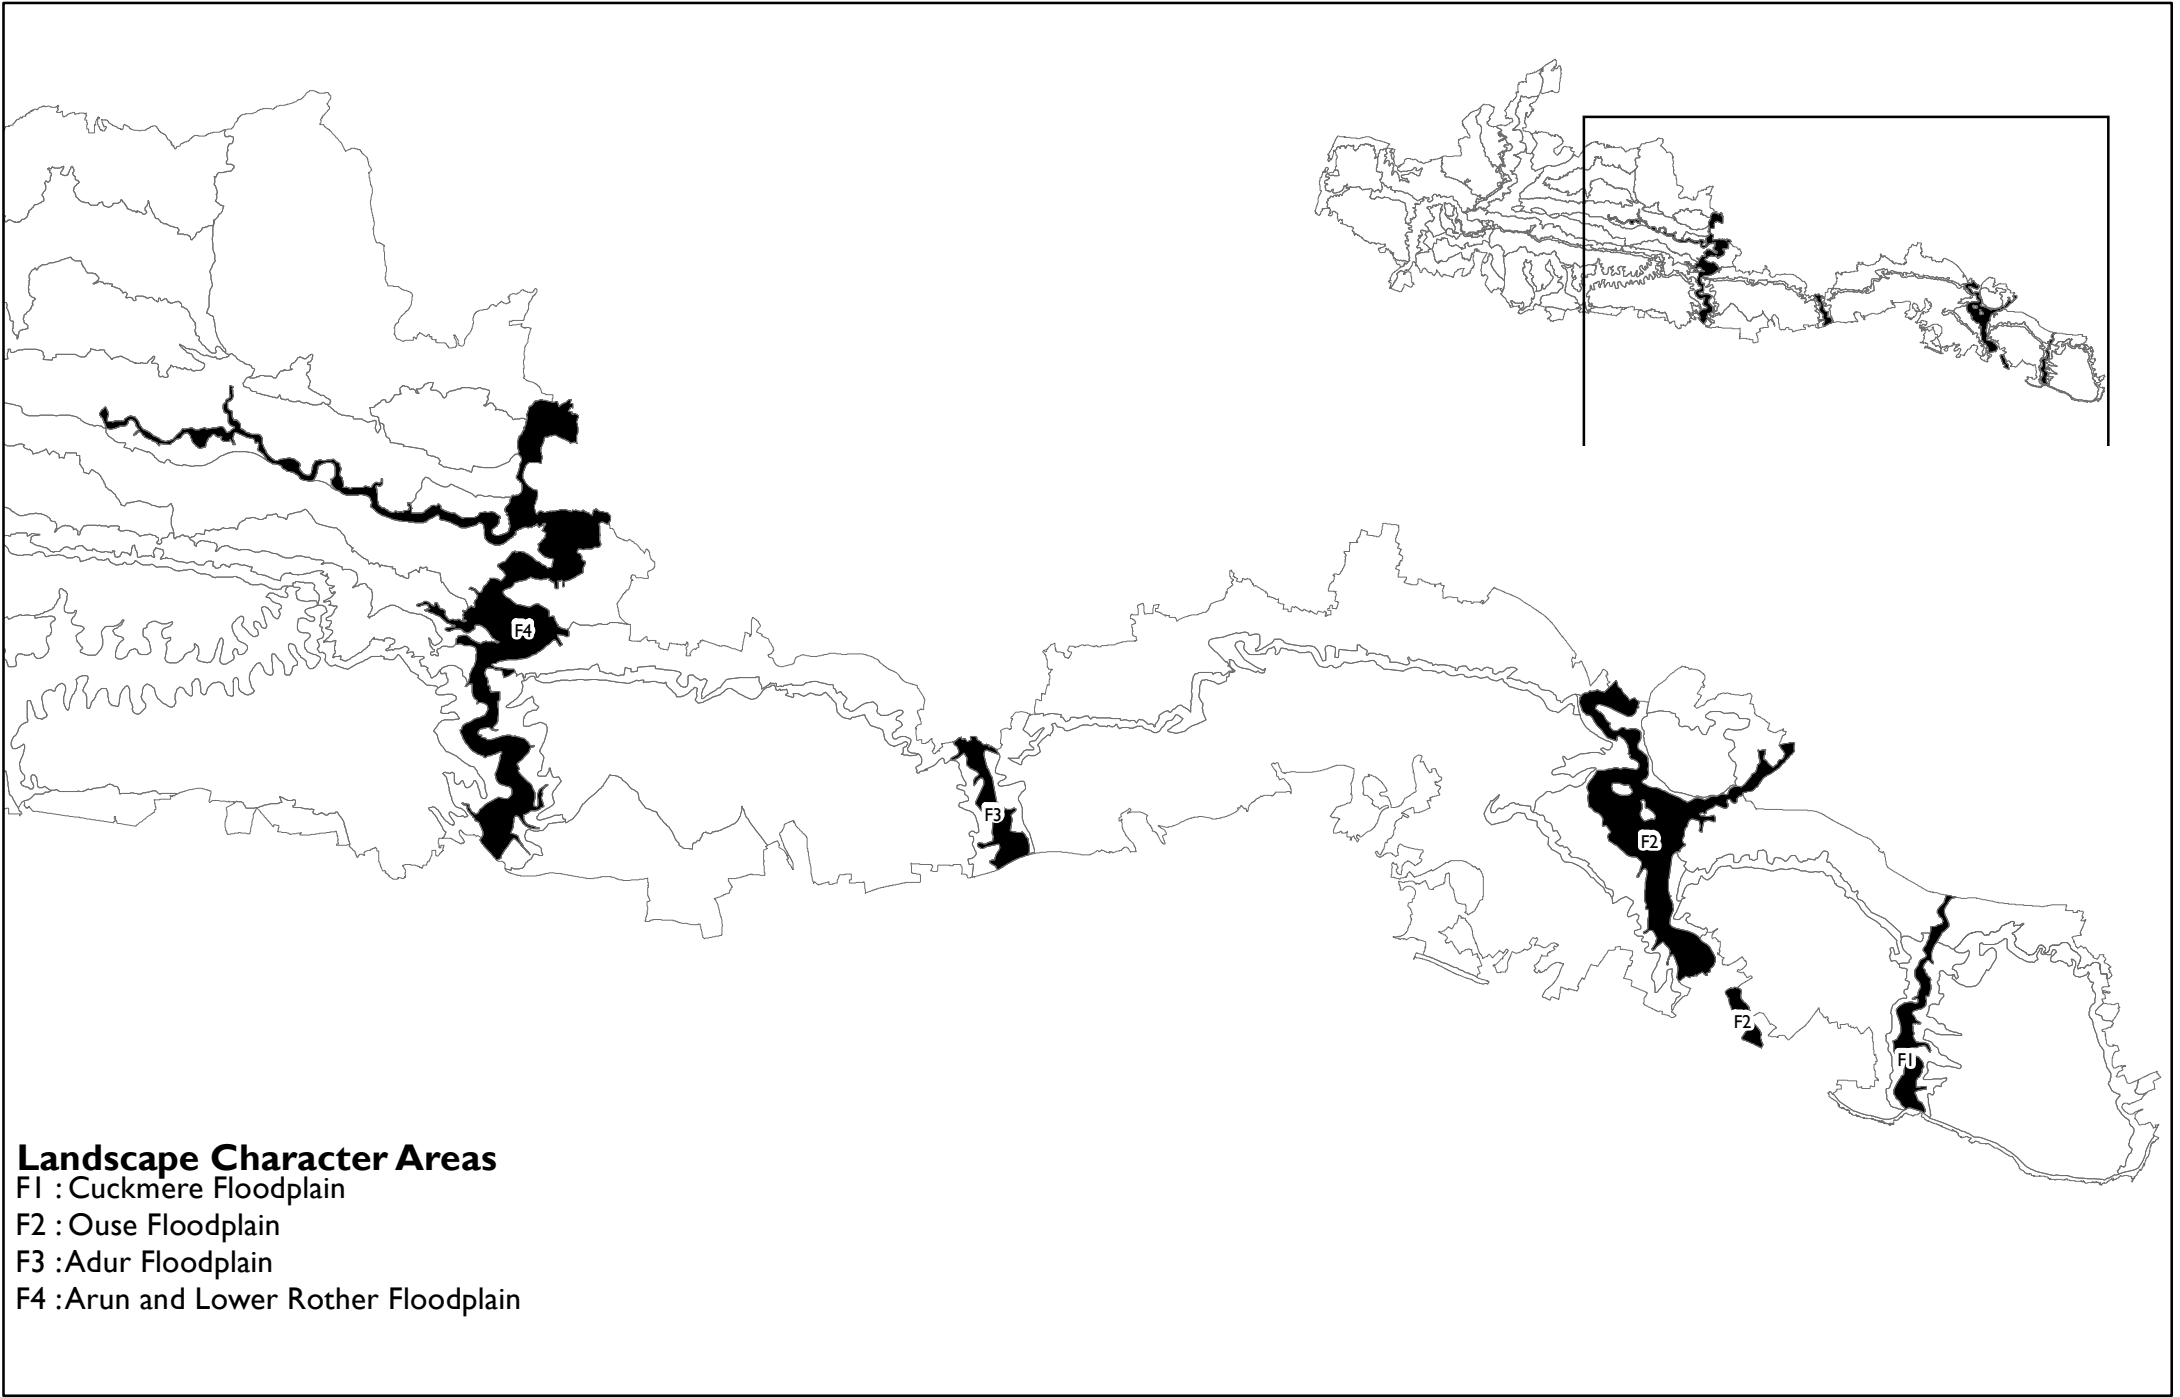 F4
F3
F2
F2
F1
Landscape Character Areas
F1 : Cuckmere Floodplain
F2 : Ouse Floodplain
F3 : Adur Floodplain
F4 : Arun and Lower Rother Floodplain